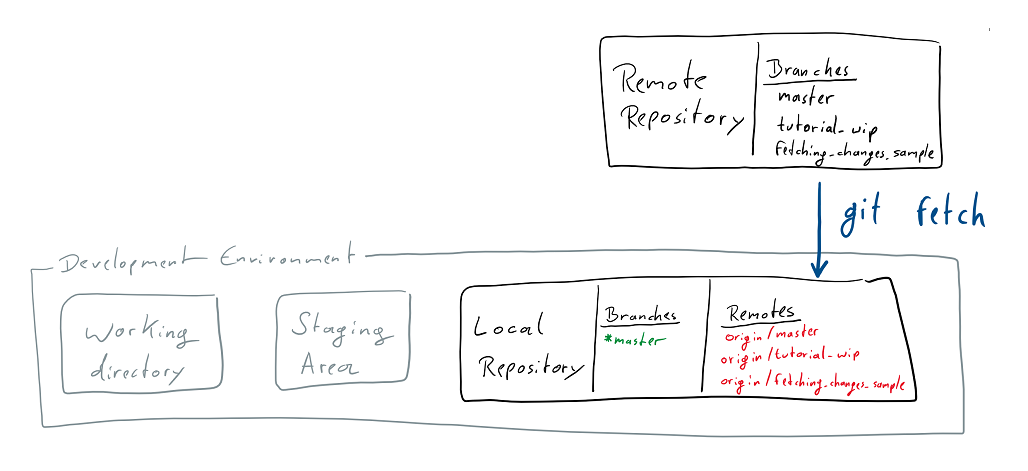 Remote
Repository
Branches
master
tutorial_wip
fetching_changes_sample
git fetch
Development Environment
Working
directory
Staging
Area
Local
Repository
Branches
*master
Remotes
origin/master
origin/tutorial_wip
origin/fetching_changes_sample